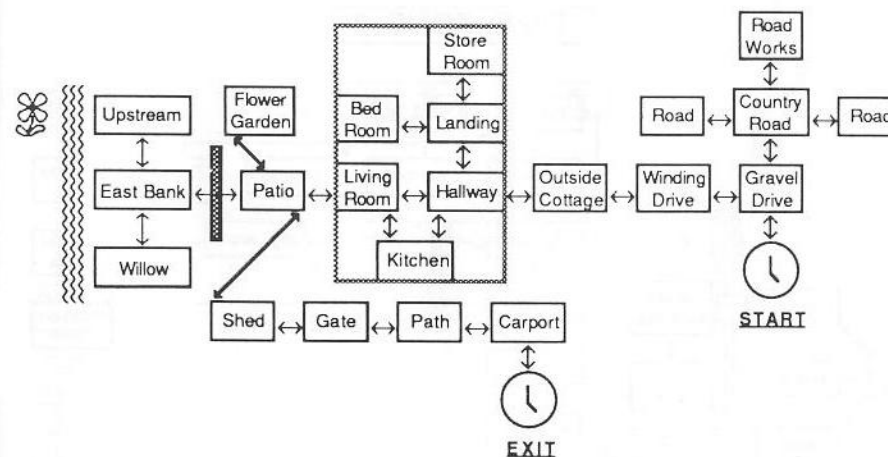 Road
Works
Store
Room
Upstream
Flower
Garden
Bed
Room
Landing
Road
Country
Road
Road
East Bank
Patio
Living
Room
Hallway
Outside
Cottage
Winding
Drive
Gravel
Drive
Willow
Kitchen
Shed
Gate
Path
Carport
START
EXIT